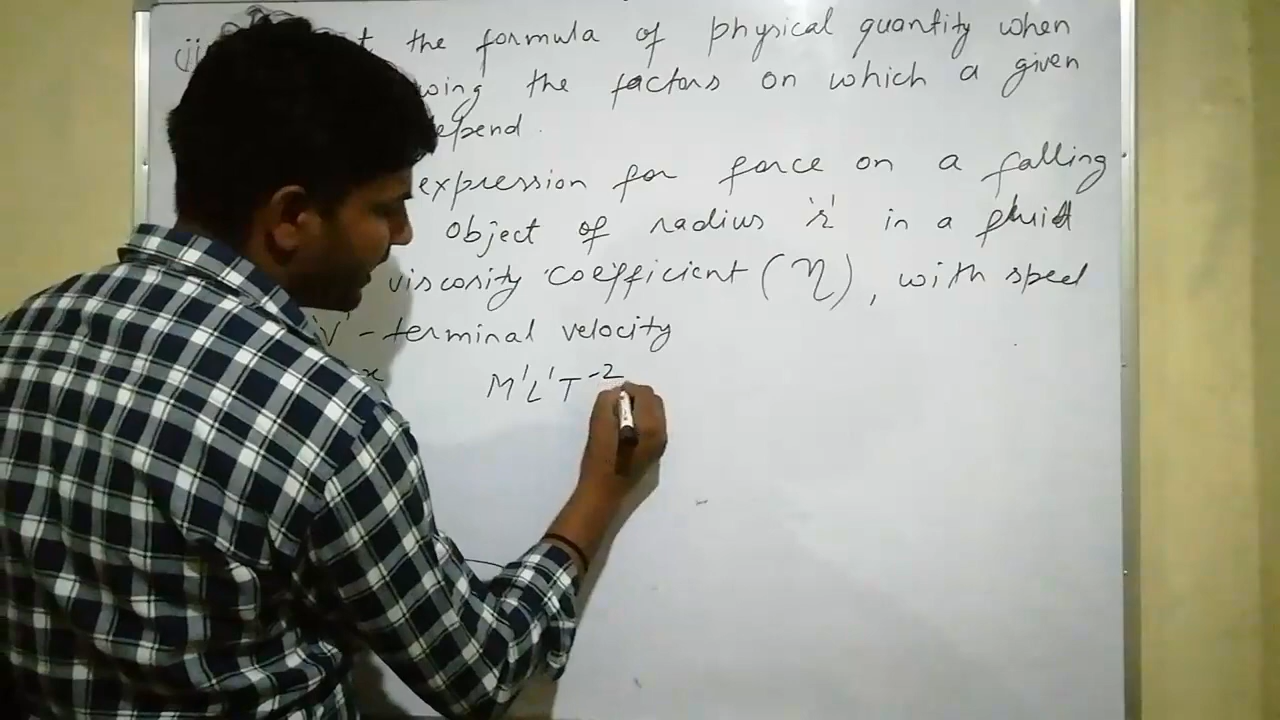 the formula of physical quantity when
the factors on which a given
epend.
expression for force on a falling
object of radius 'r' in a fluid
viscosity coefficient (η), with speed
'v' - terminal velocity
M¹L¹T⁻²